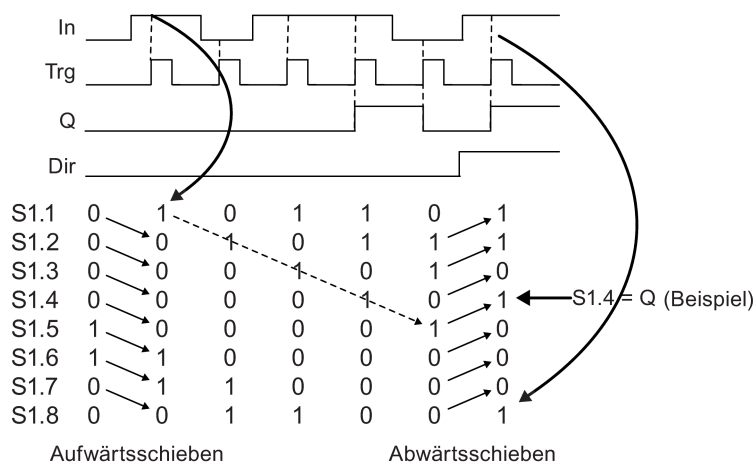 In
Trg
Q
Dir
S1.1 0 1 0 1 1 0 1
S1.2 0 0 1 0 1 1 1
S1.3 0 0 0 1 0 1 0
S1.4 0 0 0 0 1 0 1 S1.4 = Q (Beispiel)
S1.5 1 0 0 0 0 1 0
S1.6 1 1 0 0 0 0 0
S1.7 0 1 1 0 0 0 0
S1.8 0 0 1 1 0 0 1
Aufwärtsschieben Abwärtsschieben